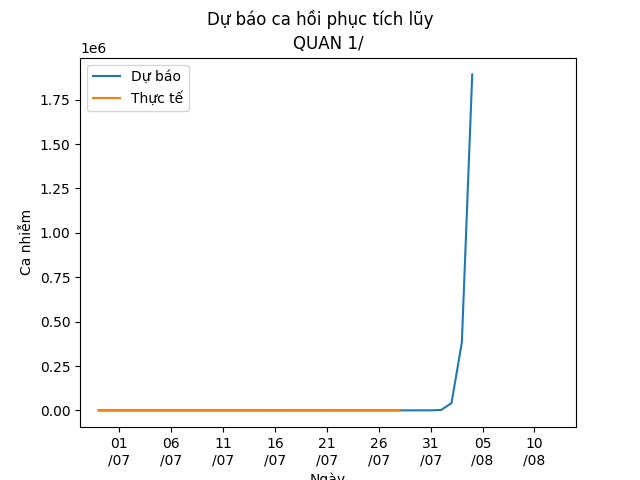 Dự báo ca hồi phục tích lũy
QUAN 1/
1e6
Dự báo
Thực tế
1.75
1.50
1.25
1.00
0.75
0.50
0.25
0.00
Ca nhiễm
01 06 11 16 21 26 31 05 10
/07 /07 /07 /07 /07 /07 /07 /08 /08
Ngày